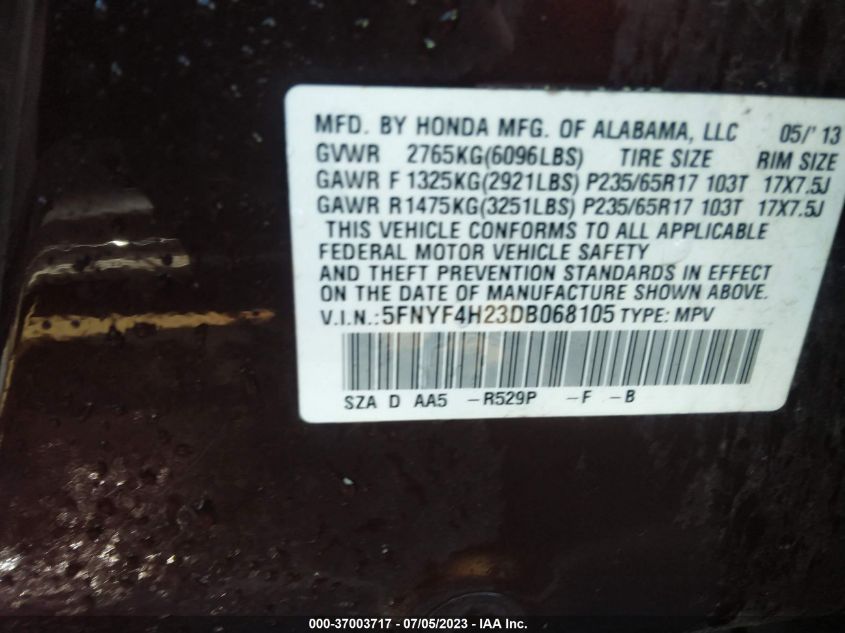 MFD. BY HONDA MFG. OF ALABAMA, LLC 05/'13
GVWR 2765KG(6096LBS) TIRE SIZE RIM SIZE
GAWR F 1325KG(2921LBS) P235/65R17 103T 17X7.5J
GAWR R1475KG(3251LBS) P235/65R17 103T 17X7.5J
THIS VEHICLE CONFORMS TO ALL APPLICABLE
FEDERAL MOTOR VEHICLE SAFETY
AND THEFT PREVENTION STANDARDS IN EFFECT
ON THE DATE OF MANUFACTURE SHOWN ABOVE.
V.I.N.:5FNYF4H23DB068105 TYPE: MPV
SZA D AA5 -R529P -F -B
000-37003717 - 07/05/2023 - IAA Inc.